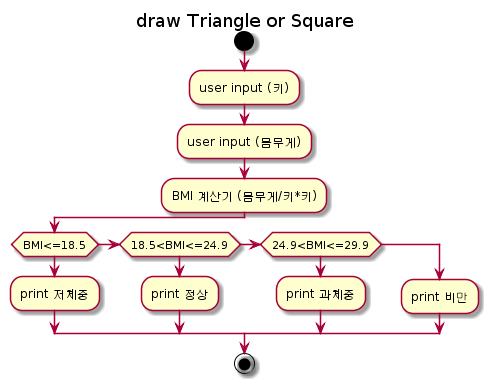 draw Triangle or Square
user input (키)
user input (몸무게)
BMI 계산기 (몸무게/키*키)
BMI<=18.5
18.5<BMI<=24.9
24.9<BMI<=29.9
print 저체중
print 정상
print 과체중
print 비만